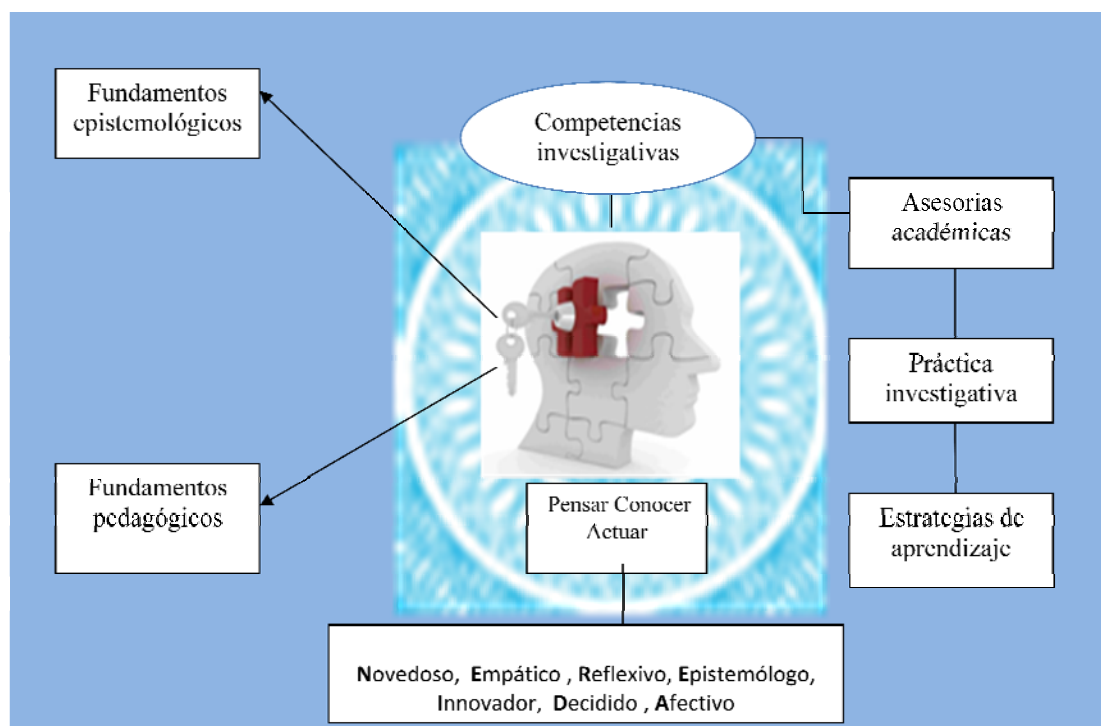 Fundamentos
epistemológicos
Competencias
investigativas
Asesorias
académicas
Práctica
investigativa
Fundamentos
pedagógicos
Pensar Conocer
Actuar
Estrategias de
aprendizaje
Novedoso, Empático , Reflexivo, Epistemólogo,
Innovador, Decidido , Afectivo